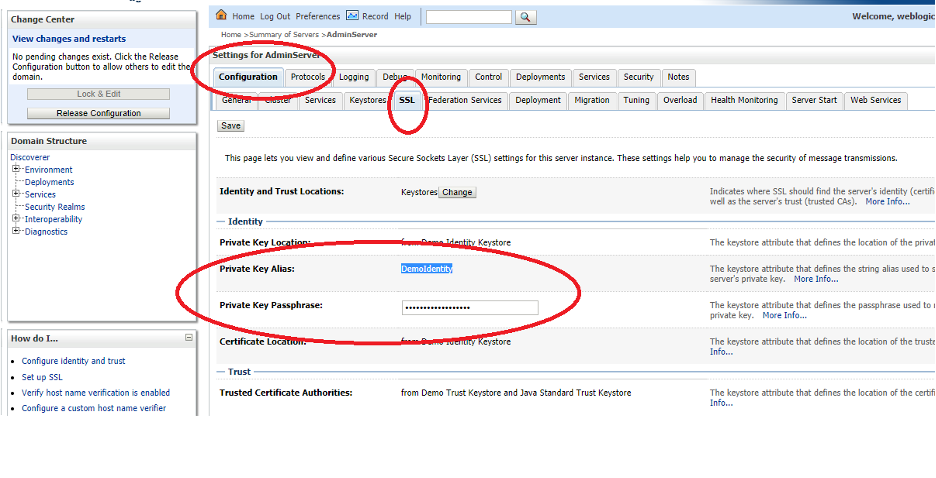 Change Center
View changes and restarts
No pending changes exist. Click the Release
Configuration button to allow others to edit the
domain.
Lock & Edit
Release Configuration
Domain Structure
Discoverer
Environment
Deployments
Services
Security Realms
Interoperability
Diagnostics
How do I...
Configure identity and trust
Set up SSL
Verify host name verification is enabled
Configure a custom host name verifier
Home Log Out Preferences Record Help
Welcome, weblogic
Home >Summary of Servers >AdminServer
Settings for AdminServer
Configuration Protocols Logging Debug Monitoring Control Deployments Services Security Notes
General Cluster Services Keystores SSL Federation Services Deployment Migration Tuning Overload Health Monitoring Server Start Web Services
Save
This page lets you view and define various Secure Sockets Layer (SSL) settings for this server instance. These settings help you to manage the security of message transmissions.
Identity and Trust Locations: Keystores Change Indicates where SSL should find the server's identity (certif
well as the server's trust (trusted CAs). More Info...
Identity
Private Key Location: from Demo Identity Keystore The keystore attribute that defines the location of the privat
Private Key Alias: DemoIdentity The keystore attribute that defines the string alias used to s
server's private key. More Info...
Private Key Passphrase: •••••••••••••••••• The keystore attribute that defines the passphrase used to r
private key. More Info...
Certificate Location: from Demo Identity Keystore The keystore attribute that defines the location of the truste
Info...
Trust
Trusted Certificate Authorities: from Demo Trust Keystore and Java Standard Trust Keystore The keystore attribute that defines the location of the certifi
Info...